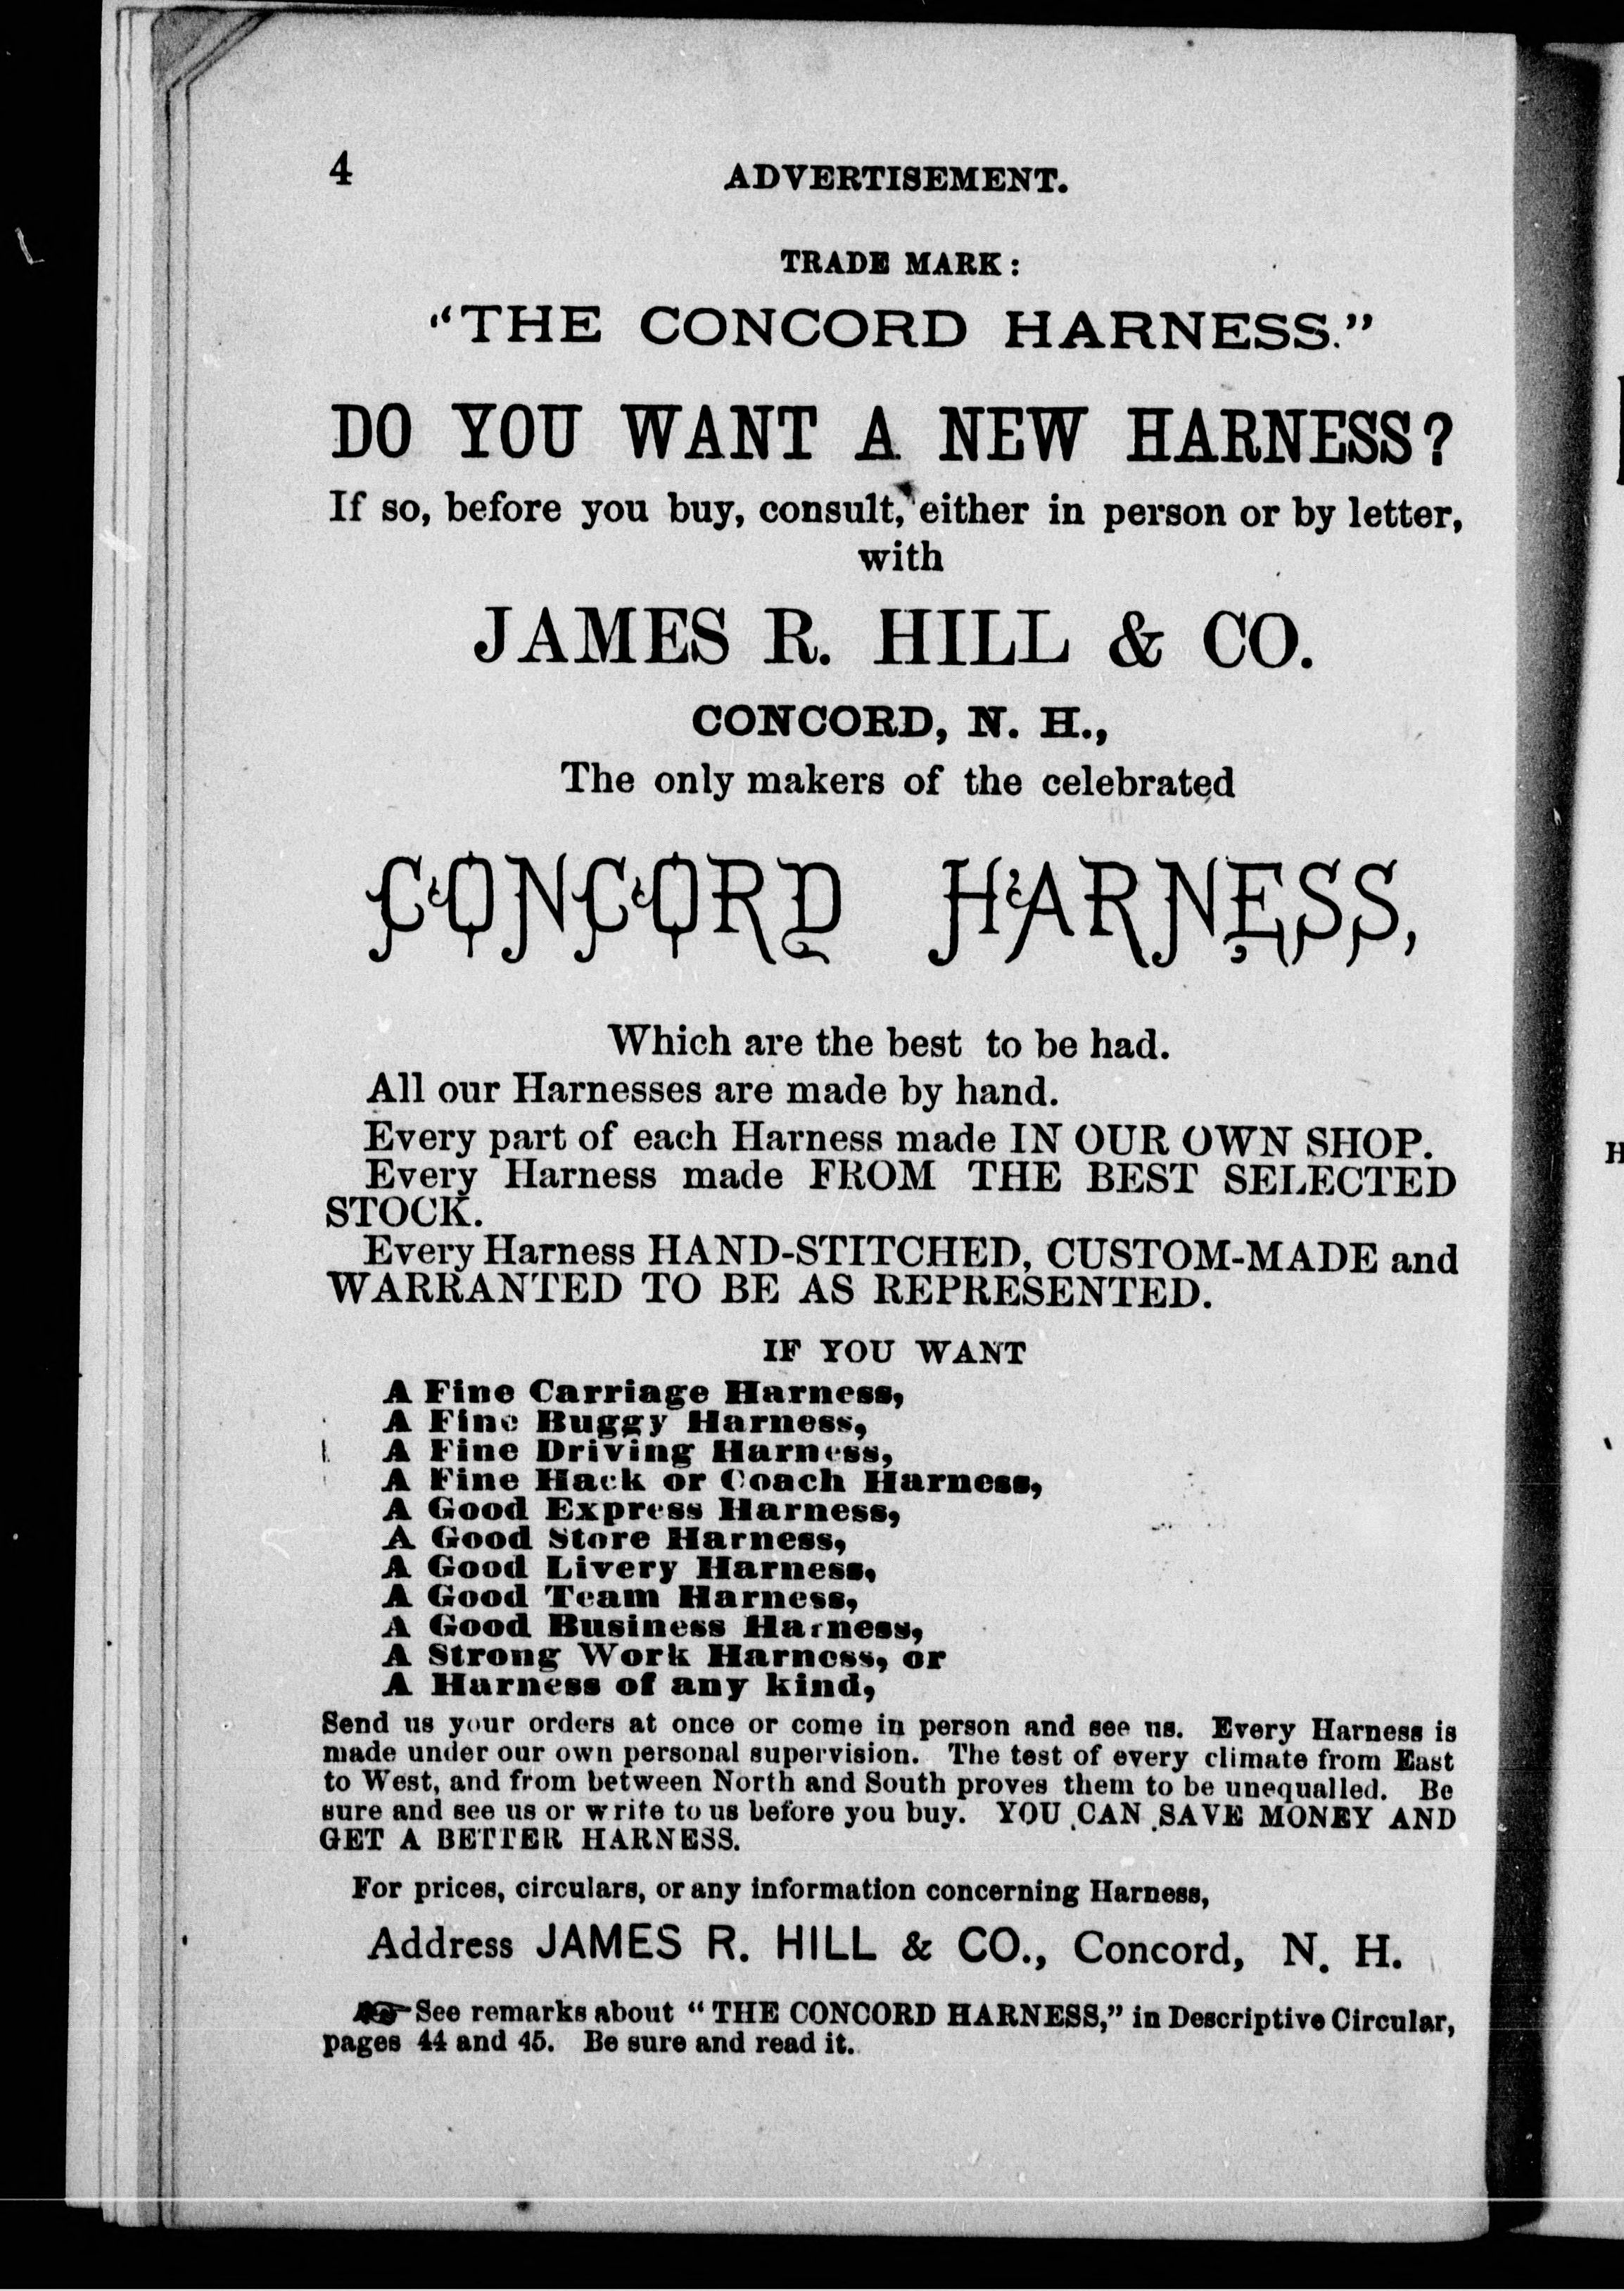 4
ADVERTISEMENT.
TRADE MARK:
"THE CONCORD HARNESS."
DO YOU WANT A NEW HARNESS?
If so, before you buy, consult, either in person or by letter,
with
JAMES R. HILL & CO.
CONCORD, N. H.,
The only makers of the celebrated
CONCORD HARNESS,
Which are the best to be had.
All our Harnesses are made by hand.
Every part of each Harness made IN OUR OWN SHOP.
Every Harness made FROM THE BEST SELECTED
STOCK.
Every Harness HAND-STITCHED, CUSTOM-MADE and
WARRANTED TO BE AS REPRESENTED.
IF YOU WANT
A Fine Carriage Harness,
A Fine Buggy Harness,
A Fine Driving Harness,
A Fine Hack or Coach Harness,
A Good Express Harness,
A Good Store Harness,
A Good Livery Harness,
A Good Team Harness,
A Good Business Harness,
A Strong Work Harness, or
A Harness of any kind,
Send us your orders at once or come in person and see us. Every Harness is
made under our own personal supervision. The test of every climate from East
to West, and from between North and South proves them to be unequalled. Be
sure and see us or write to us before you buy. YOU CAN SAVE MONEY AND
GET A BETTER HARNESS.
For prices, circulars, or any information concerning Harness,
Address JAMES R. HILL & CO., Concord, N. H.
☛ See remarks about "THE CONCORD HARNESS," in Descriptive Circular,
pages 44 and 45. Be sure and read it.
H